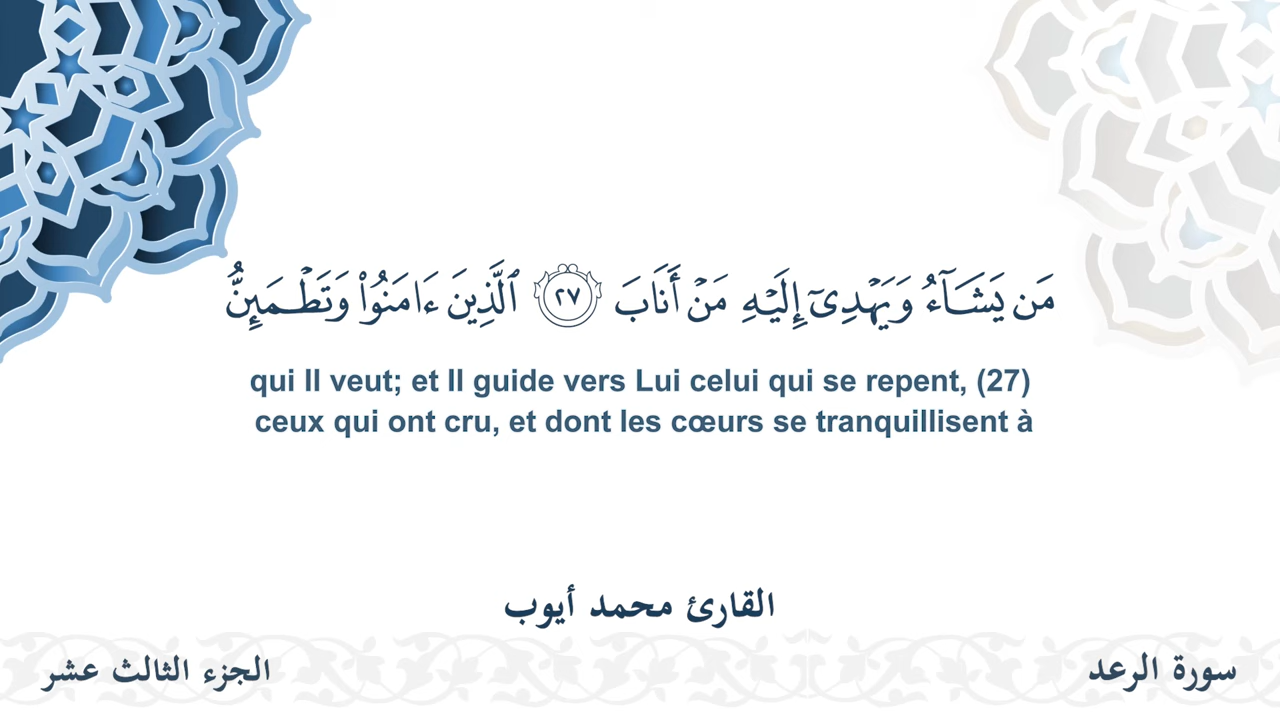 مَن يَشَآءُ وَيَهْدِىٓ إِلَيْهِ مَنْ أَنَابَ ٢٧ ٱلَّذِينَ ءَامَنُوا۟ وَتَطْمَئِنُّ
qui Il veut; et Il guide vers Lui celui qui se repent, (27)
ceux qui ont cru, et dont les cœurs se tranquillisent à
القارئ محمد أيوب
سورة الرعد
الجزء الثالث عشر